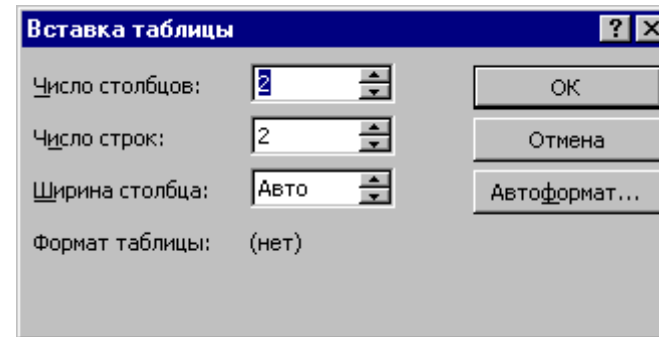 Вставка таблицы
Число столбцов: 2 OK
Число строк: 2 Отмена
Ширина столбца: Авто Автоформат...
Формат таблицы: (нет)